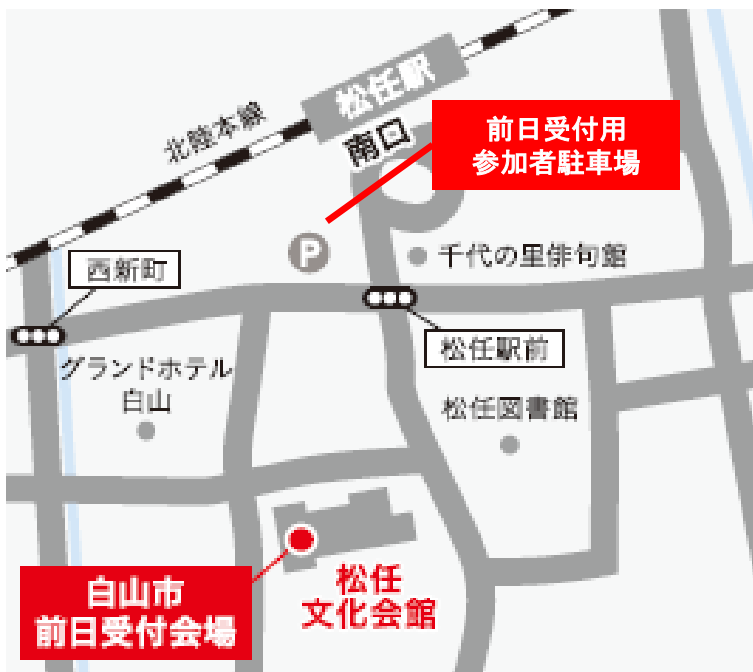 松任駅
北陸本線
南口
前日受付用
参加者駐車場
P
千代の里俳句館
西新町
松任駅前
グランドホテル
白山
松任図書館
白山市
前日受付会場
松任
文化会館